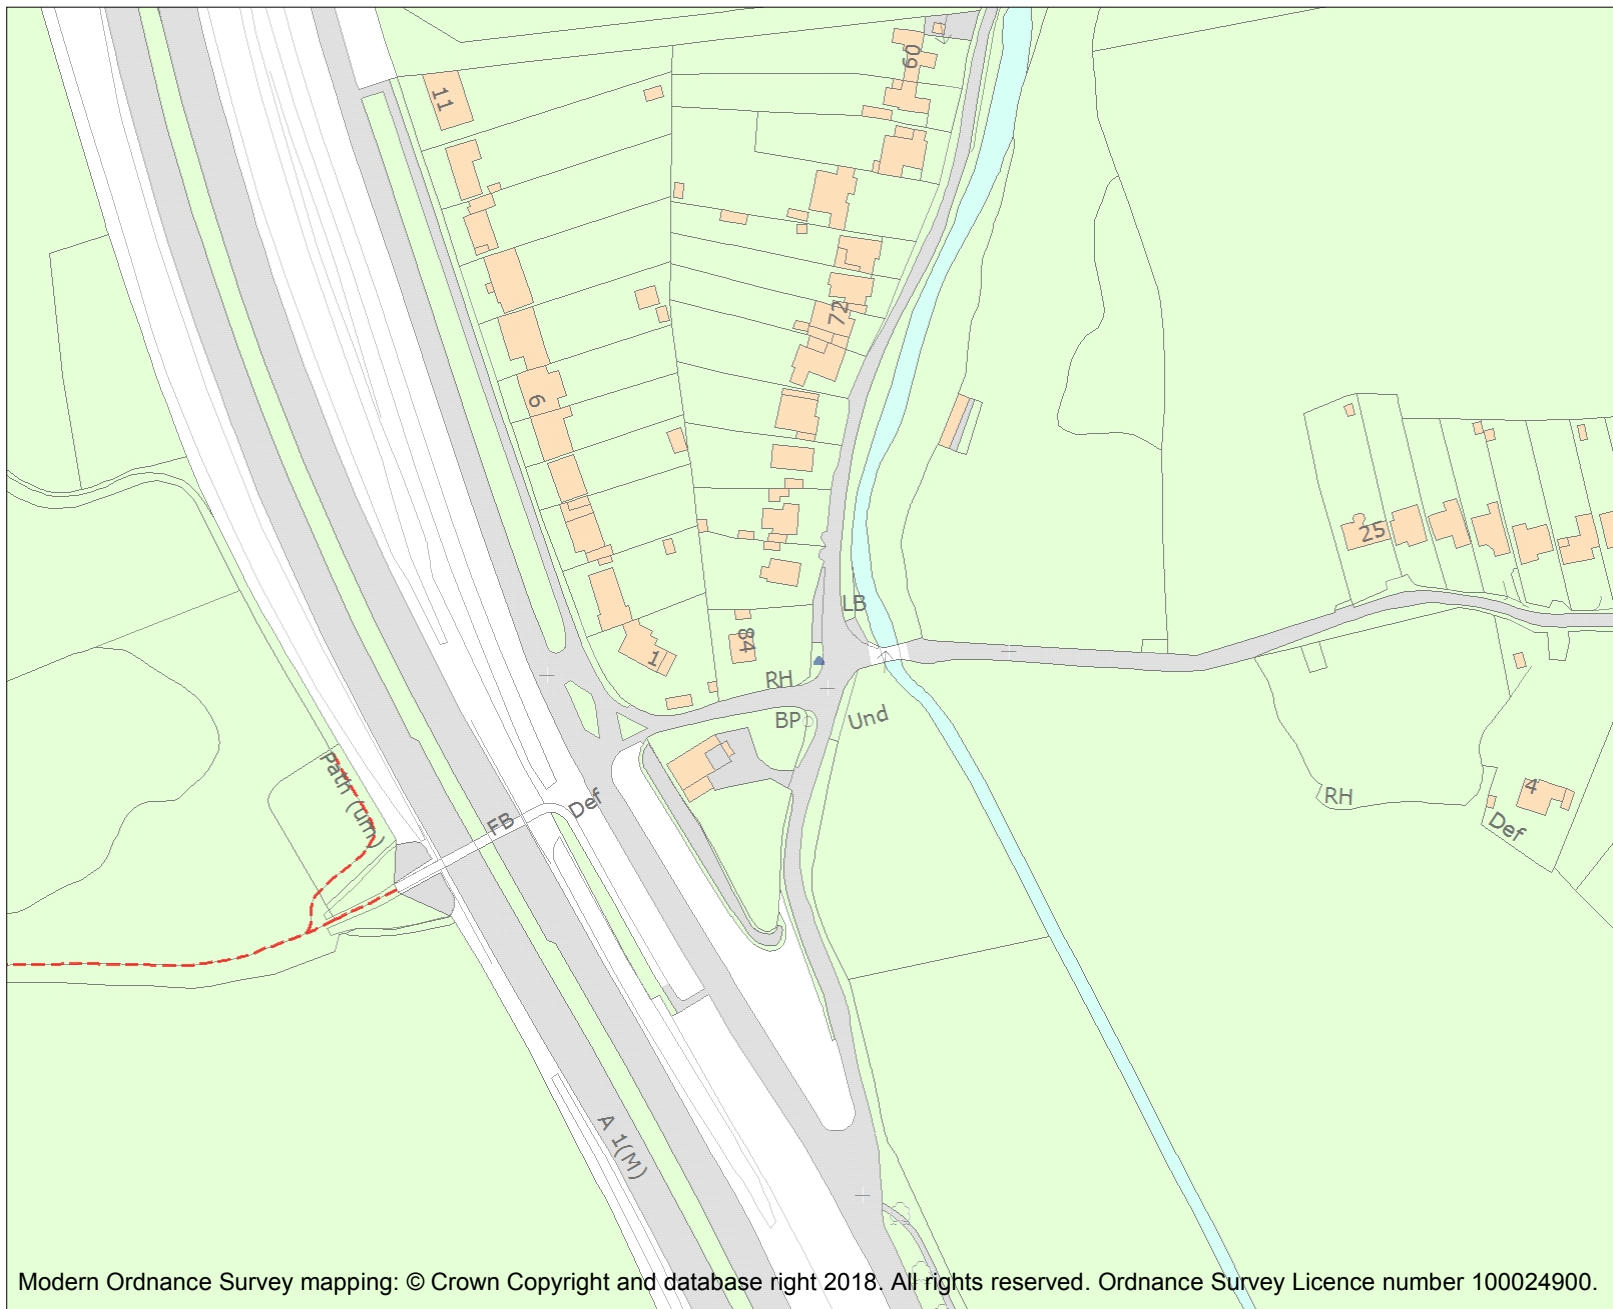 60
11
72
6
25
LB
84
1
RH
BP
Und
Path (um)
4
RH
Def
FB
Def
A 1(M)
Modern Ordnance Survey mapping: © Crown Copyright and database right 2018. All rights reserved. Ordnance Survey Licence number 100024900.